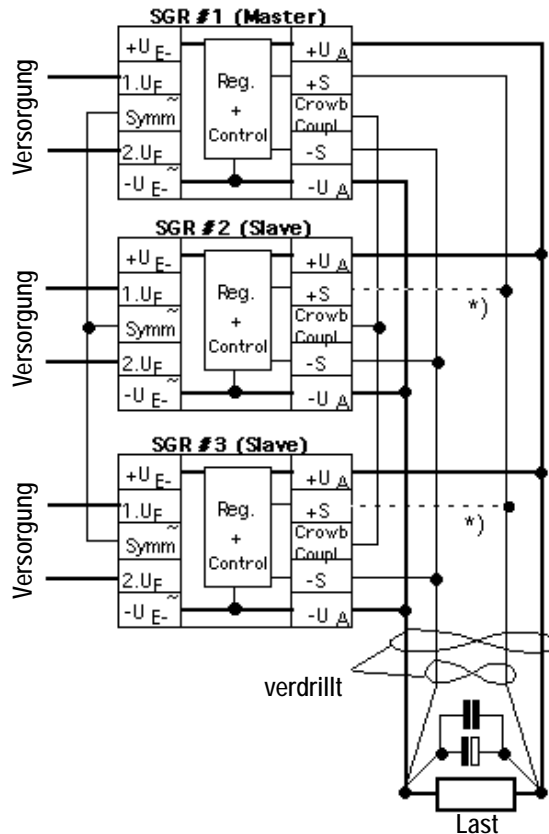 SGR #1 (Master)
Versorgung
+U E-
1.U E ~
Symm
2.U E ~
-U E-
Reg.
+
Control
+U A
+S
Crowb
Coupl
-S
-U A
SGR #2 (Slave)
Versorgung
+U E-
1.U E ~
Symm
2.U E ~
-U E-
Reg.
+
Control
+U A
+S
Crowb
Coupl
-S
-U A
*)
SGR #3 (Slave)
Versorgung
+U E-
1.U E ~
Symm
2.U E ~
-U E-
Reg.
+
Control
+U A
+S
Crowb
Coupl
-S
-U A
*)
verdrillt
Last